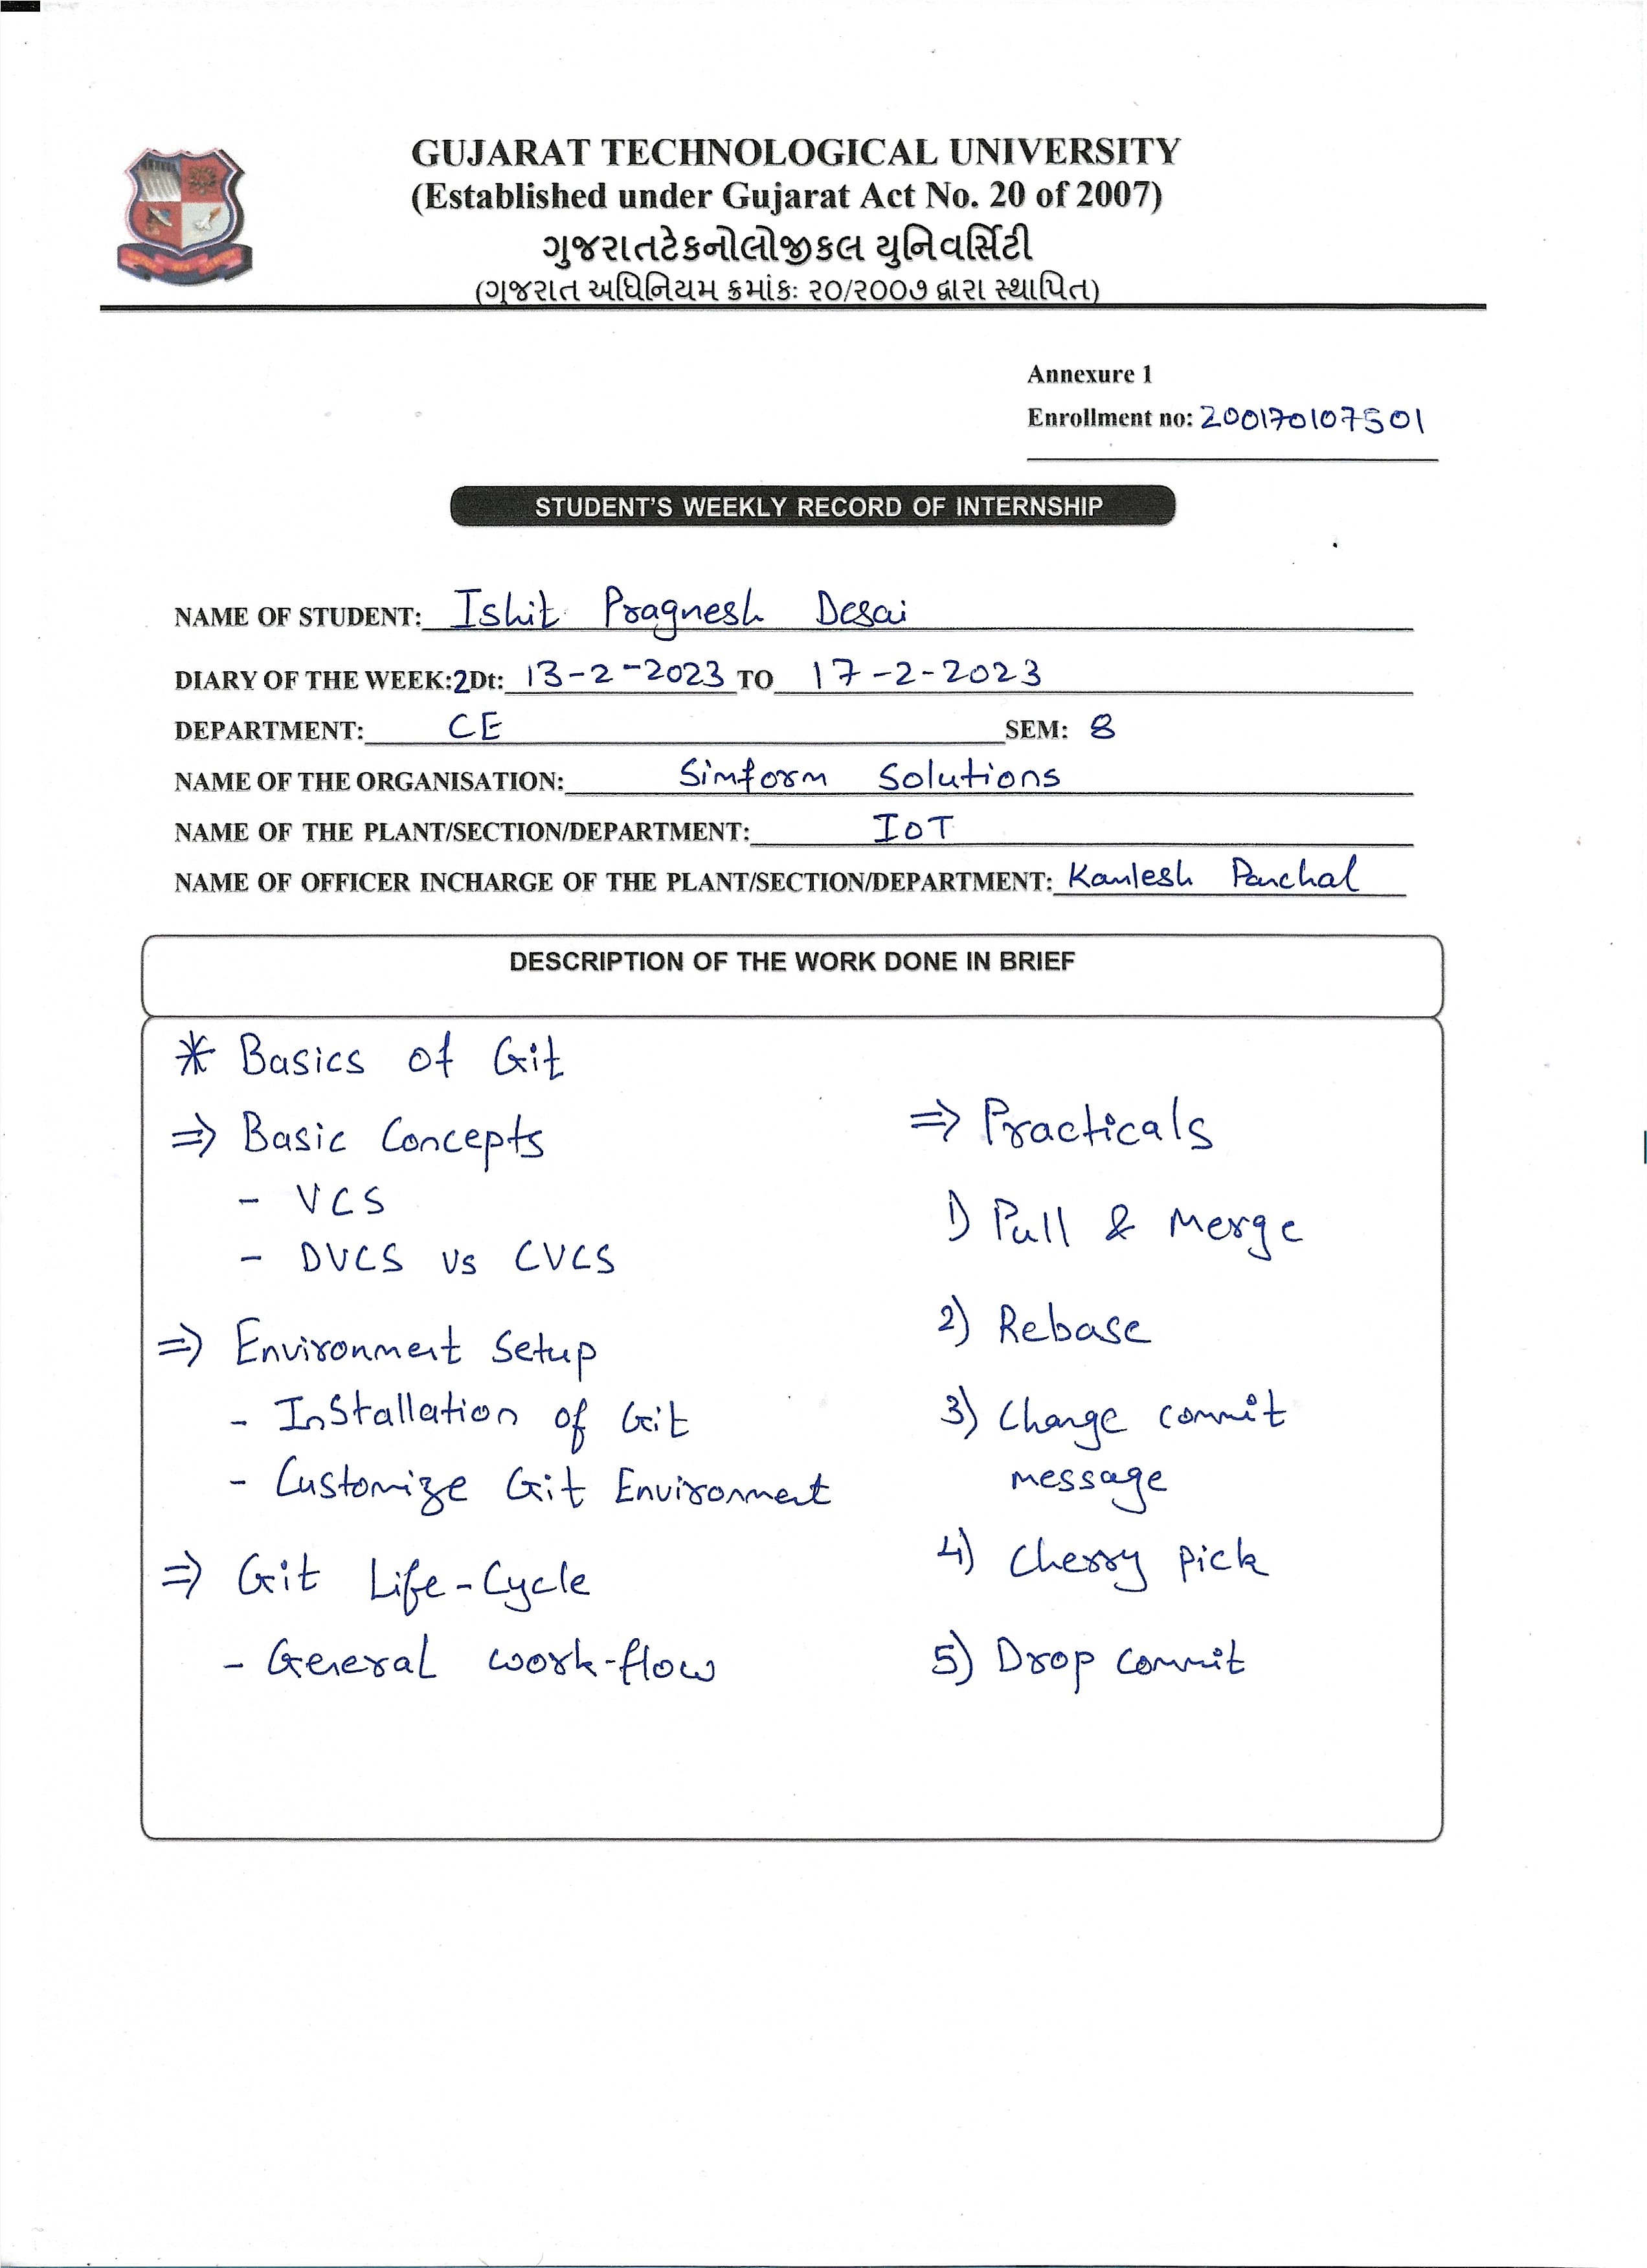 GUJARAT TECHNOLOGICAL UNIVERSITY
(Established under Gujarat Act No. 20 of 2007)
ગુજરાતટેકનોલોજીકલ યુનિવર્સિટી
(ગુજરાત અધિનિયમ ક્રમાંકઃ ૨૦/૨૦૦૭ દ્વારા સ્થાપિત)
Annexure 1
Enrollment no: 200170107501
STUDENT'S WEEKLY RECORD OF INTERNSHIP
NAME OF STUDENT: Ishit Pragnesh Desai
DIARY OF THE WEEK:2Dt: 13-2-2023 TO 17-2-2023
DEPARTMENT: CE SEM: 8
NAME OF THE ORGANISATION: Simform Solutions
NAME OF THE PLANT/SECTION/DEPARTMENT: IoT
NAME OF OFFICER INCHARGE OF THE PLANT/SECTION/DEPARTMENT: Kamlesh Panchal
DESCRIPTION OF THE WORK DONE IN BRIEF
* Basics of Git
⇒ Basic Concepts
- VCS
- DVCS vs CVCS
⇒ Environment Setup
- Installation of Git
- Customize Git Environment
⇒ Git Life-Cycle
- General work-flow
⇒ Practicals
1) Pull & Merge
2) Rebase
3) Change commit
message
4) Cherry pick
5) Drop commit